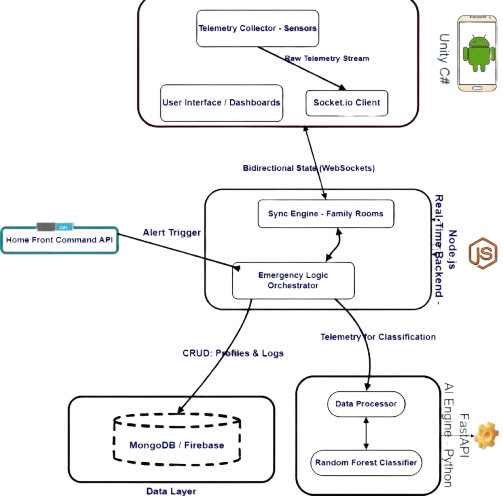 Telemetry Collector - Sensors
Raw Telemetry Stream
User Interface / Dashboards
Socket.io Client
Unity C#
Bidirectional State (WebSockets)
Sync Engine - Family Rooms
Emergency Logic
Orchestrator
Node.js
Real-Time Backend -
JS
API
Home Front Command API
Alert Trigger
CRUD: Profiles & Logs
Telemetry for Classification
Data Processor
Random Forest Classifier
FastAPI
AI Engine - Python
MongoDB / Firebase
Data Layer